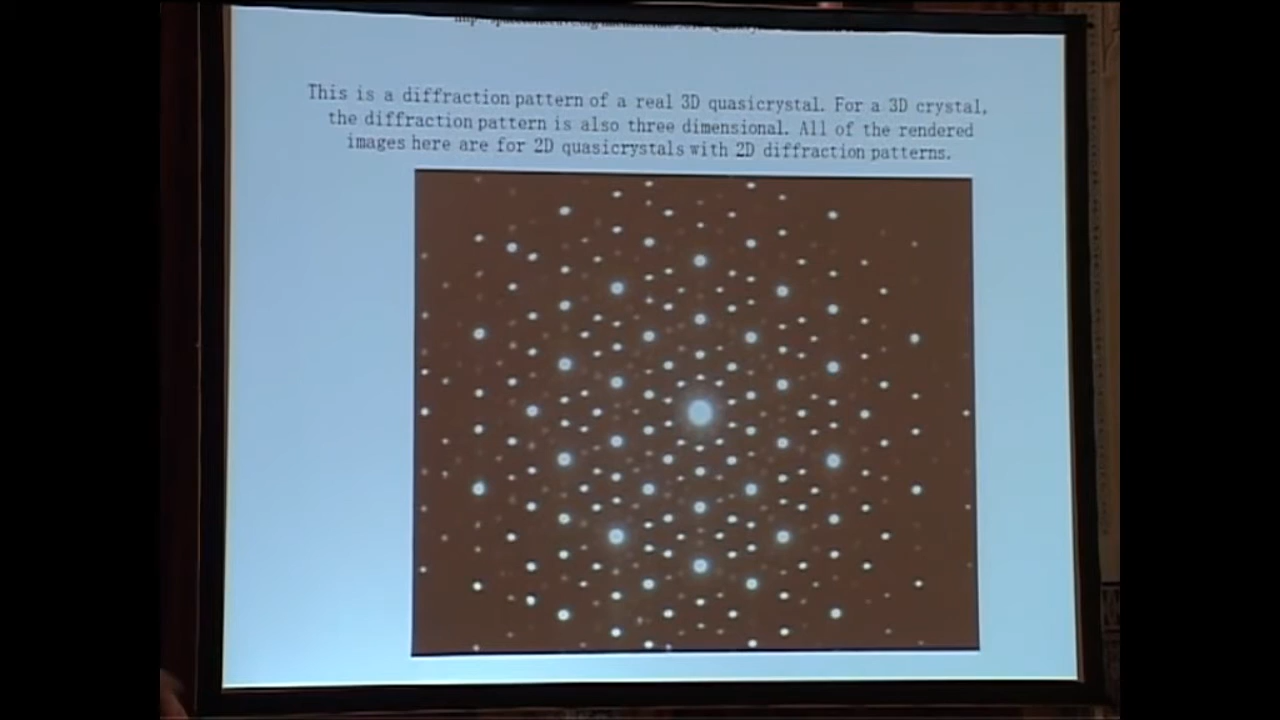 This is a diffraction pattern of a real 3D quasicrystal. For a 3D crystal,
the diffraction pattern is also three dimensional. All of the rendered
images here are for 2D quasicrystals with 2D diffraction patterns.